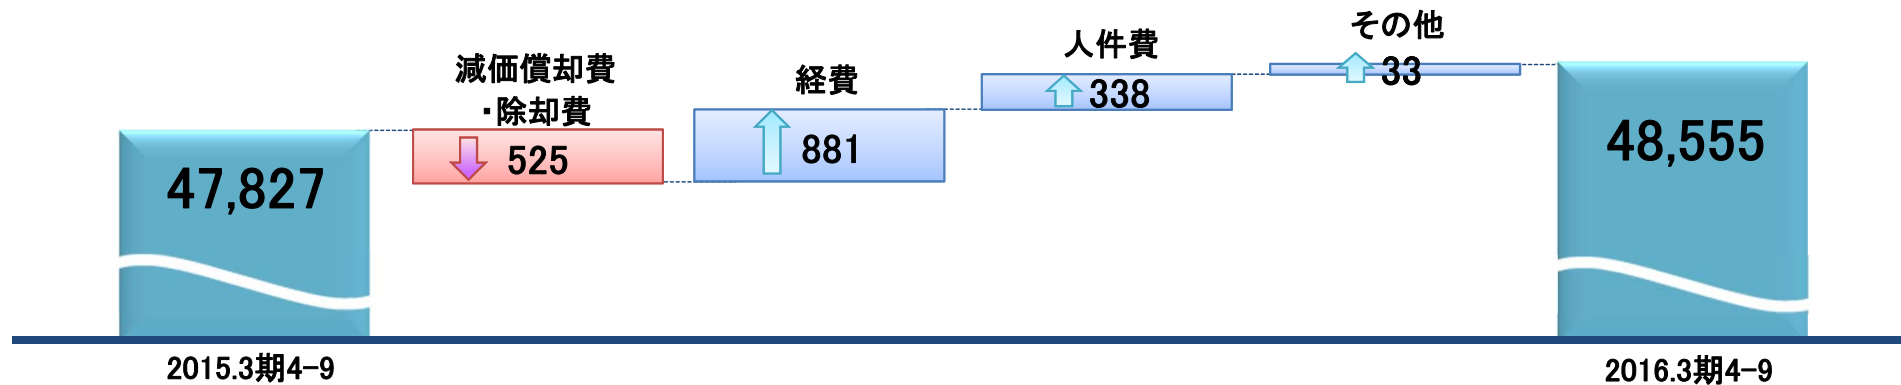 47,827
2015.3期4-9
減価償却費
・除却費
525
経費
881
人件費
338
その他
33
48,555
2016.3期4-9